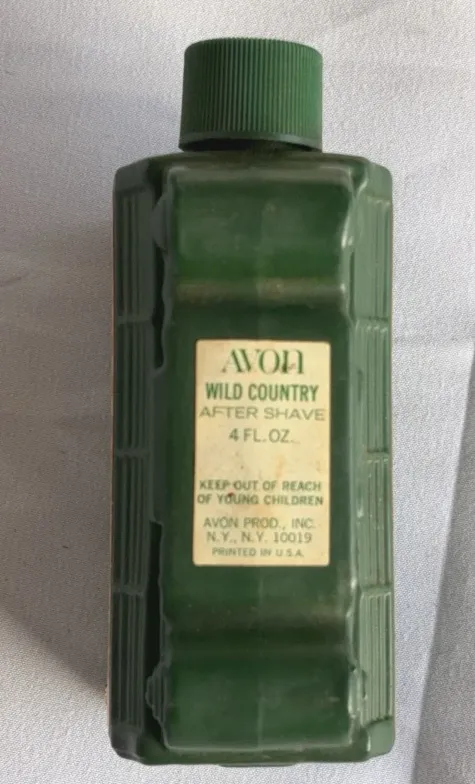 AVON
WILD COUNTRY
AFTER SHAVE
4 FL. OZ.
KEEP OUT OF REACH
OF YOUNG CHILDREN
AVON PROD., INC.
N.Y., N.Y. 10019
PRINTED IN U.S.A.